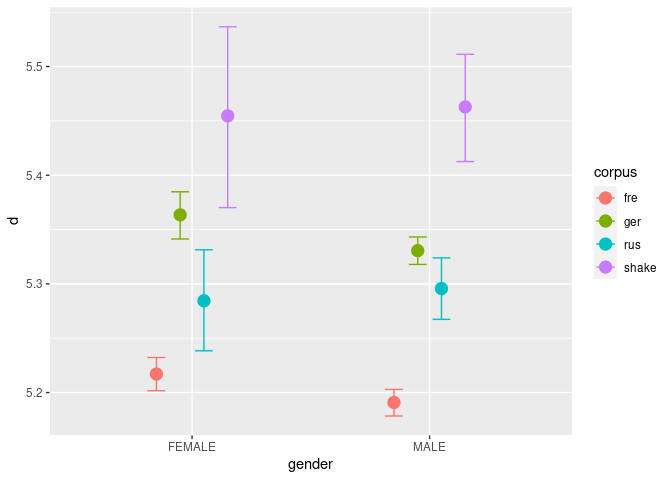 5.5
5.4
5.3
5.2
d
FEMALE
MALE
gender
corpus
fre
ger
rus
shake